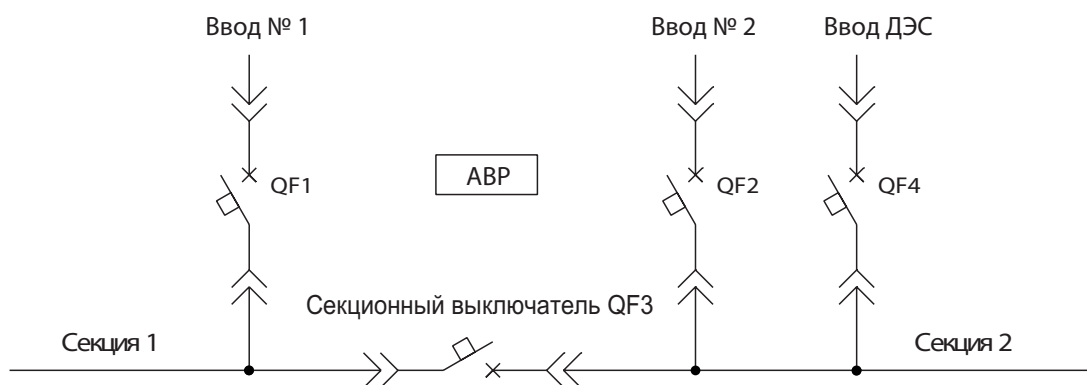 Ввод № 1
Ввод № 2
Ввод ДЭС
АВР
QF1
QF2
QF4
Секционный выключатель QF3
Секция 1
Секция 2